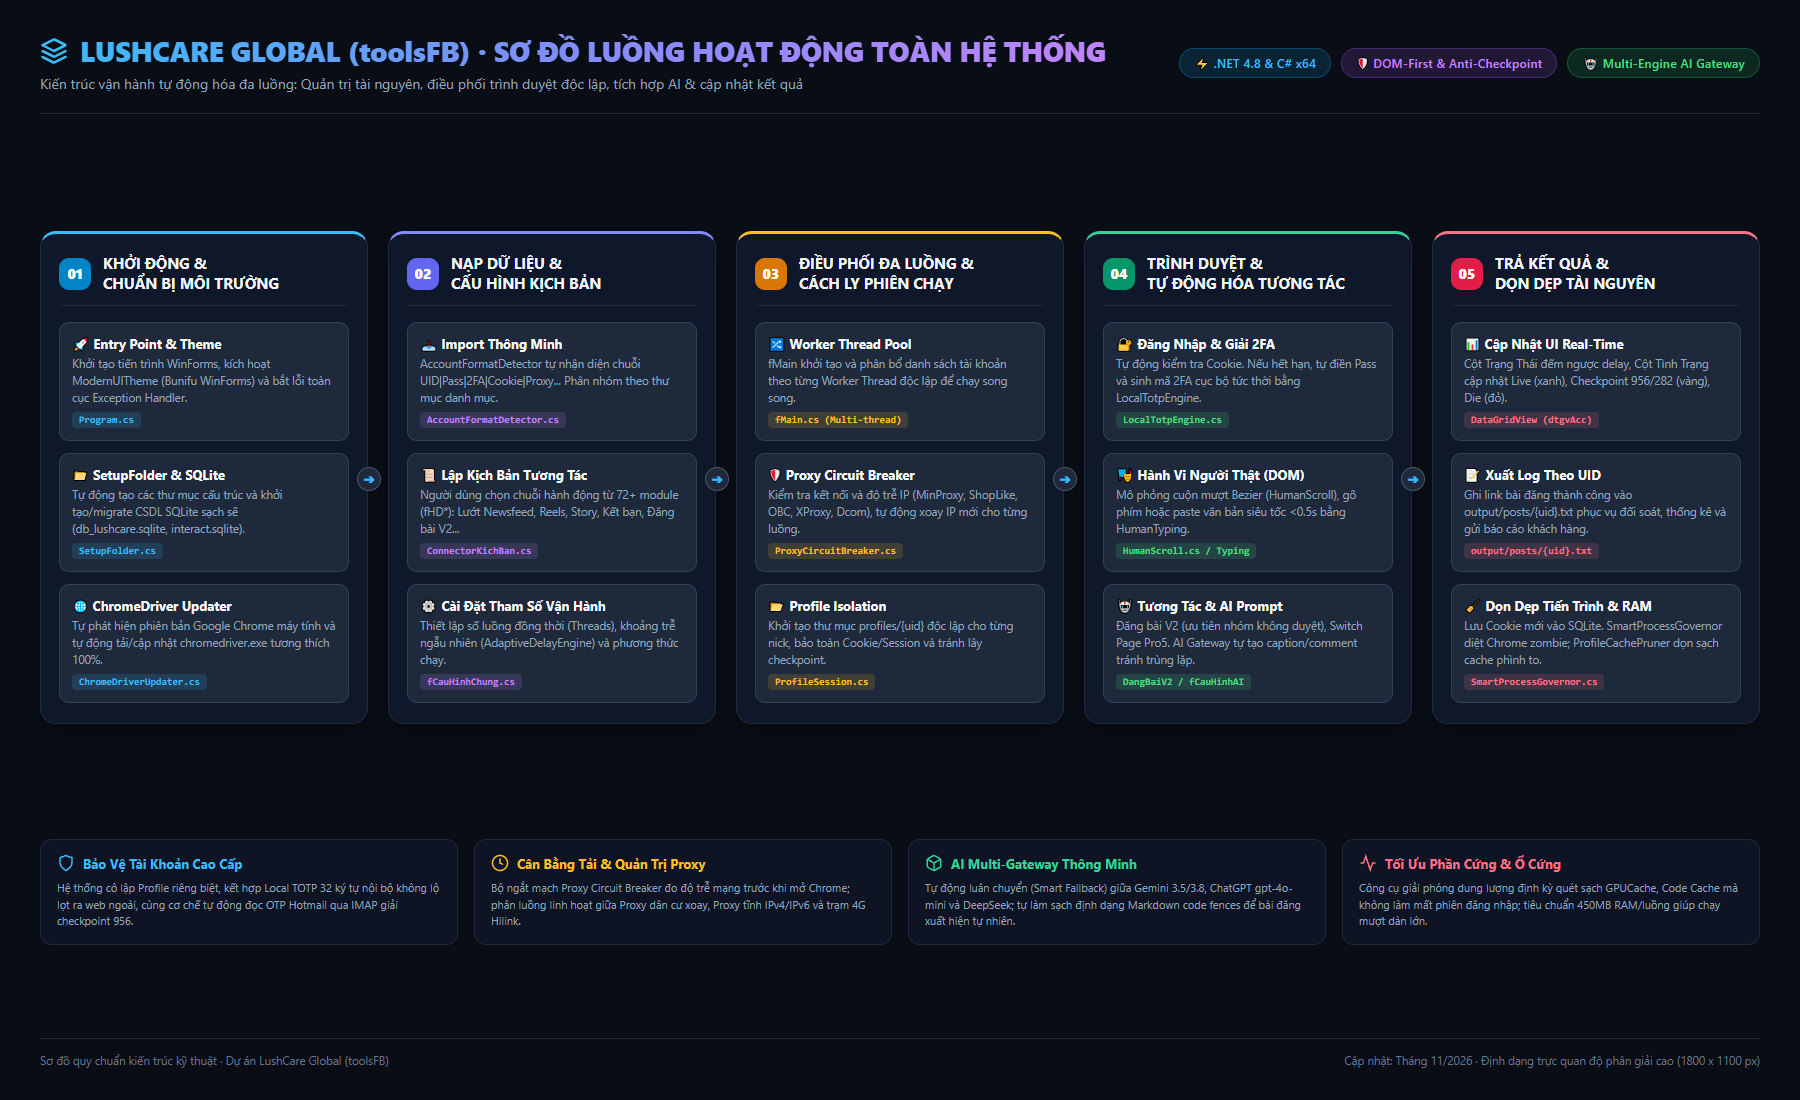 LUSHCARE GLOBAL (toolsFB) · SƠ ĐỒ LUỒNG HOẠT ĐỘNG TOÀN HỆ THỐNG
Kiến trúc vận hành tự động hóa đa luồng: Quản trị tài nguyên, điều phối trình duyệt độc lập, tích hợp AI & cập nhật kết quả
.NET 4.8 & C# x64
DOM-First & Anti-Checkpoint
Multi-Engine AI Gateway
01
KHỞI ĐỘNG &
CHUẨN BỊ MÔI TRƯỜNG
Entry Point & Theme
Khởi tạo tiến trình WinForms, kích hoạt
ModernUITheme (Bunifu WinForms) và bắt lỗi toàn
cục Exception Handler.
Program.cs
SetupFolder & SQLite
Tự động tạo các thư mục cấu trúc và khởi
tạo/migrate CSDL SQLite sạch sẽ
(db_lushcare.sqlite, interact.sqlite).
SetupFolder.cs
ChromeDriver Updater
Tự phát hiện phiên bản Google Chrome máy tính và
tự động tải/cập nhật chromedriver.exe tương thích
100%.
ChromeDriverUpdater.cs
02
NẠP DỮ LIỆU &
CẤU HÌNH KỊCH BẢN
Import Thông Minh
AccountFormatDetector tự nhận diện chuỗi
UID|Pass|2FA|Cookie|Proxy... Phân nhóm theo thư
mục danh mục.
AccountFormatDetector.cs
Lập Kịch Bản Tương Tác
Người dùng chọn chuỗi hành động từ 72+ module
(fHD*): Lướt Newsfeed, Reels, Story, Kết bạn, Đăng
bài V2...
ConnectorKichBan.cs
Cài Đặt Tham Số Vận Hành
Thiết lập số luồng đồng thời (Threads), khoảng trễ
ngẫu nhiên (AdaptiveDelayEngine) và phương thức
chạy.
fCauHinhChung.cs
03
ĐIỀU PHỐI ĐA LUỒNG &
CÁCH LY PHIÊN CHẠY
Worker Thread Pool
fMain khởi tạo và phân bổ danh sách tài khoản
theo từng Worker Thread độc lập để chạy song
song.
fMain.cs (Multi-thread)
Proxy Circuit Breaker
Kiểm tra kết nối và độ trễ IP (MinProxy, ShopLike,
OBC, XProxy, Dcom), tự động xoay IP mới cho từng
luồng.
ProxyCircuitBreaker.cs
Profile Isolation
Khởi tạo thư mục profiles/{uid} độc lập cho từng
nick, bảo toàn Cookie/Session và tránh lây
checkpoint.
ProfileSession.cs
04
TRÌNH DUYỆT &
TỰ ĐỘNG HÓA TƯƠNG TÁC
Đăng Nhập & Giải 2FA
Tự động kiểm tra Cookie. Nếu hết hạn, tự điền Pass
và sinh mã 2FA cục bộ tức thời bằng
LocalTotpEngine.
LocalTotpEngine.cs
Hành Vi Người Thật (DOM)
Mô phỏng cuộn mượt Bezier (HumanScroll), gõ
phím hoặc paste văn bản siêu tốc <0.5s bằng
HumanTyping.
HumanScroll.cs / Typing
Tương Tác & AI Prompt
Đăng bài V2 (ưu tiên nhóm không duyệt), Switch
Page Pro5. AI Gateway tự tạo caption/comment
tránh trùng lặp.
DangBaiV2 / fCauHinhAI
05
TRẢ KẾT QUẢ &
DỌN DẸP TÀI NGUYÊN
Cập Nhật UI Real-Time
Cột Trạng Thái đếm ngược delay, Cột Tình Trạng
cập nhật Live (xanh), Checkpoint 956/282 (vàng),
Die (đỏ).
DataGridView (dtgvAcc)
Xuất Log Theo UID
Ghi link bài đăng thành công vào
output/posts/{uid}.txt phục vụ đối soát, thống kê và
gửi báo cáo khách hàng.
output/posts/{uid}.txt
Dọn Dẹp Tiến Trình & RAM
Lưu Cookie mới vào SQLite. SmartProcessGovernor
diệt Chrome zombie; ProfileCachePruner dọn sạch
cache phình to.
SmartProcessGovernor.cs
Bảo Vệ Tài Khoản Cao Cấp
Hệ thống cô lập Profile riêng biệt, kết hợp Local TOTP 32 ký tự nội bộ không lộ
lọt ra web ngoài, cùng cơ chế tự động đọc OTP Hotmail qua IMAP giải
checkpoint 956.
Cân Bằng Tải & Quản Trị Proxy
Bộ ngắt mạch Proxy Circuit Breaker đo độ trễ mạng trước khi mở Chrome;
phân luồng linh hoạt giữa Proxy dân cư xoay, Proxy tĩnh IPv4/IPv6 và trạm 4G
Hilink.
AI Multi-Gateway Thông Minh
Tự động luân chuyển (Smart Fallback) giữa Gemini 3.5/3.8, ChatGPT gpt-4o-
mini và DeepSeek; tự làm sạch định dạng Markdown code fences để bài đăng
xuất hiện tự nhiên.
Tối Ưu Phần Cứng & Ổ Cứng
Công cụ giải phóng dung lượng định kỳ quét sạch GPUCache, Code Cache mà
không làm mất phiên đăng nhập; tiêu chuẩn 450MB RAM/luồng giúp chạy
mượt dàn lớn.
Sơ đồ quy chuẩn kiến trúc kỹ thuật · Dự án LushCare Global (toolsFB)
Cập nhật: Tháng 11/2026 · Định dạng trực quan độ phân giải cao (1800 x 1100 px)